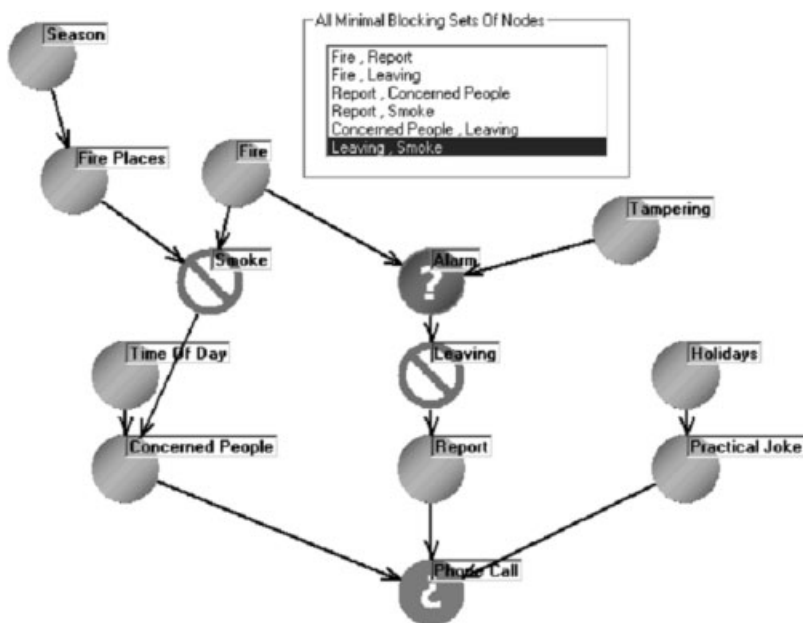 All Minimal Blocking Sets Of Nodes
Season
Fire , Report
Fire , Leaving
Report , Concerned People
Report , Smoke
Concerned People , Leaving
Leaving , Smoke
Fire Places
Fire
Tampering
Smoke
Alarm
?
Time Of Day
Leaving
Holidays
Concerned People
Report
Practical Joke
Phone Call
¿